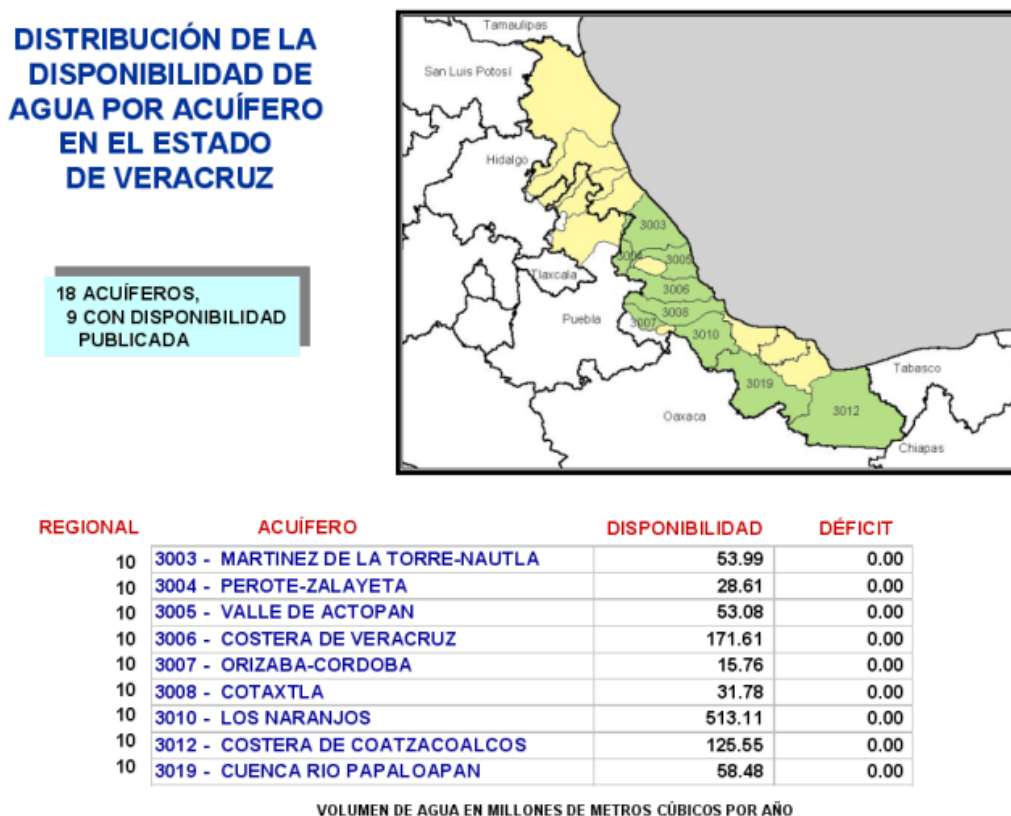 DISTRIBUCIÓN DE LA
DISPONIBILIDAD DE
AGUA POR ACUÍFERO
EN EL ESTADO
DE VERACRUZ
18 ACUÍFEROS,
9 CON DISPONIBILIDAD
PUBLICADA
Tamaulipas
San Luis Potosí
Hidalgo
3003
3004
3005
Tlaxcala
3006
Puebla
3007
3008
3010
Tabasco
3019
3012
Oaxaca
Chiapas
REGIONAL ACUÍFERO DISPONIBILIDAD DÉFICIT
10 3003 - MARTINEZ DE LA TORRE-NAUTLA 53.99 0.00
10 3004 - PEROTE-ZALAYETA 28.61 0.00
10 3005 - VALLE DE ACTOPAN 53.08 0.00
10 3006 - COSTERA DE VERACRUZ 171.61 0.00
10 3007 - ORIZABA-CORDOBA 15.76 0.00
10 3008 - COTAXTLA 31.78 0.00
10 3010 - LOS NARANJOS 513.11 0.00
10 3012 - COSTERA DE COATZACOALCOS 125.55 0.00
10 3019 - CUENCA RIO PAPALOAPAN 58.48 0.00
VOLUMEN DE AGUA EN MILLONES DE METROS CÚBICOS POR AÑO